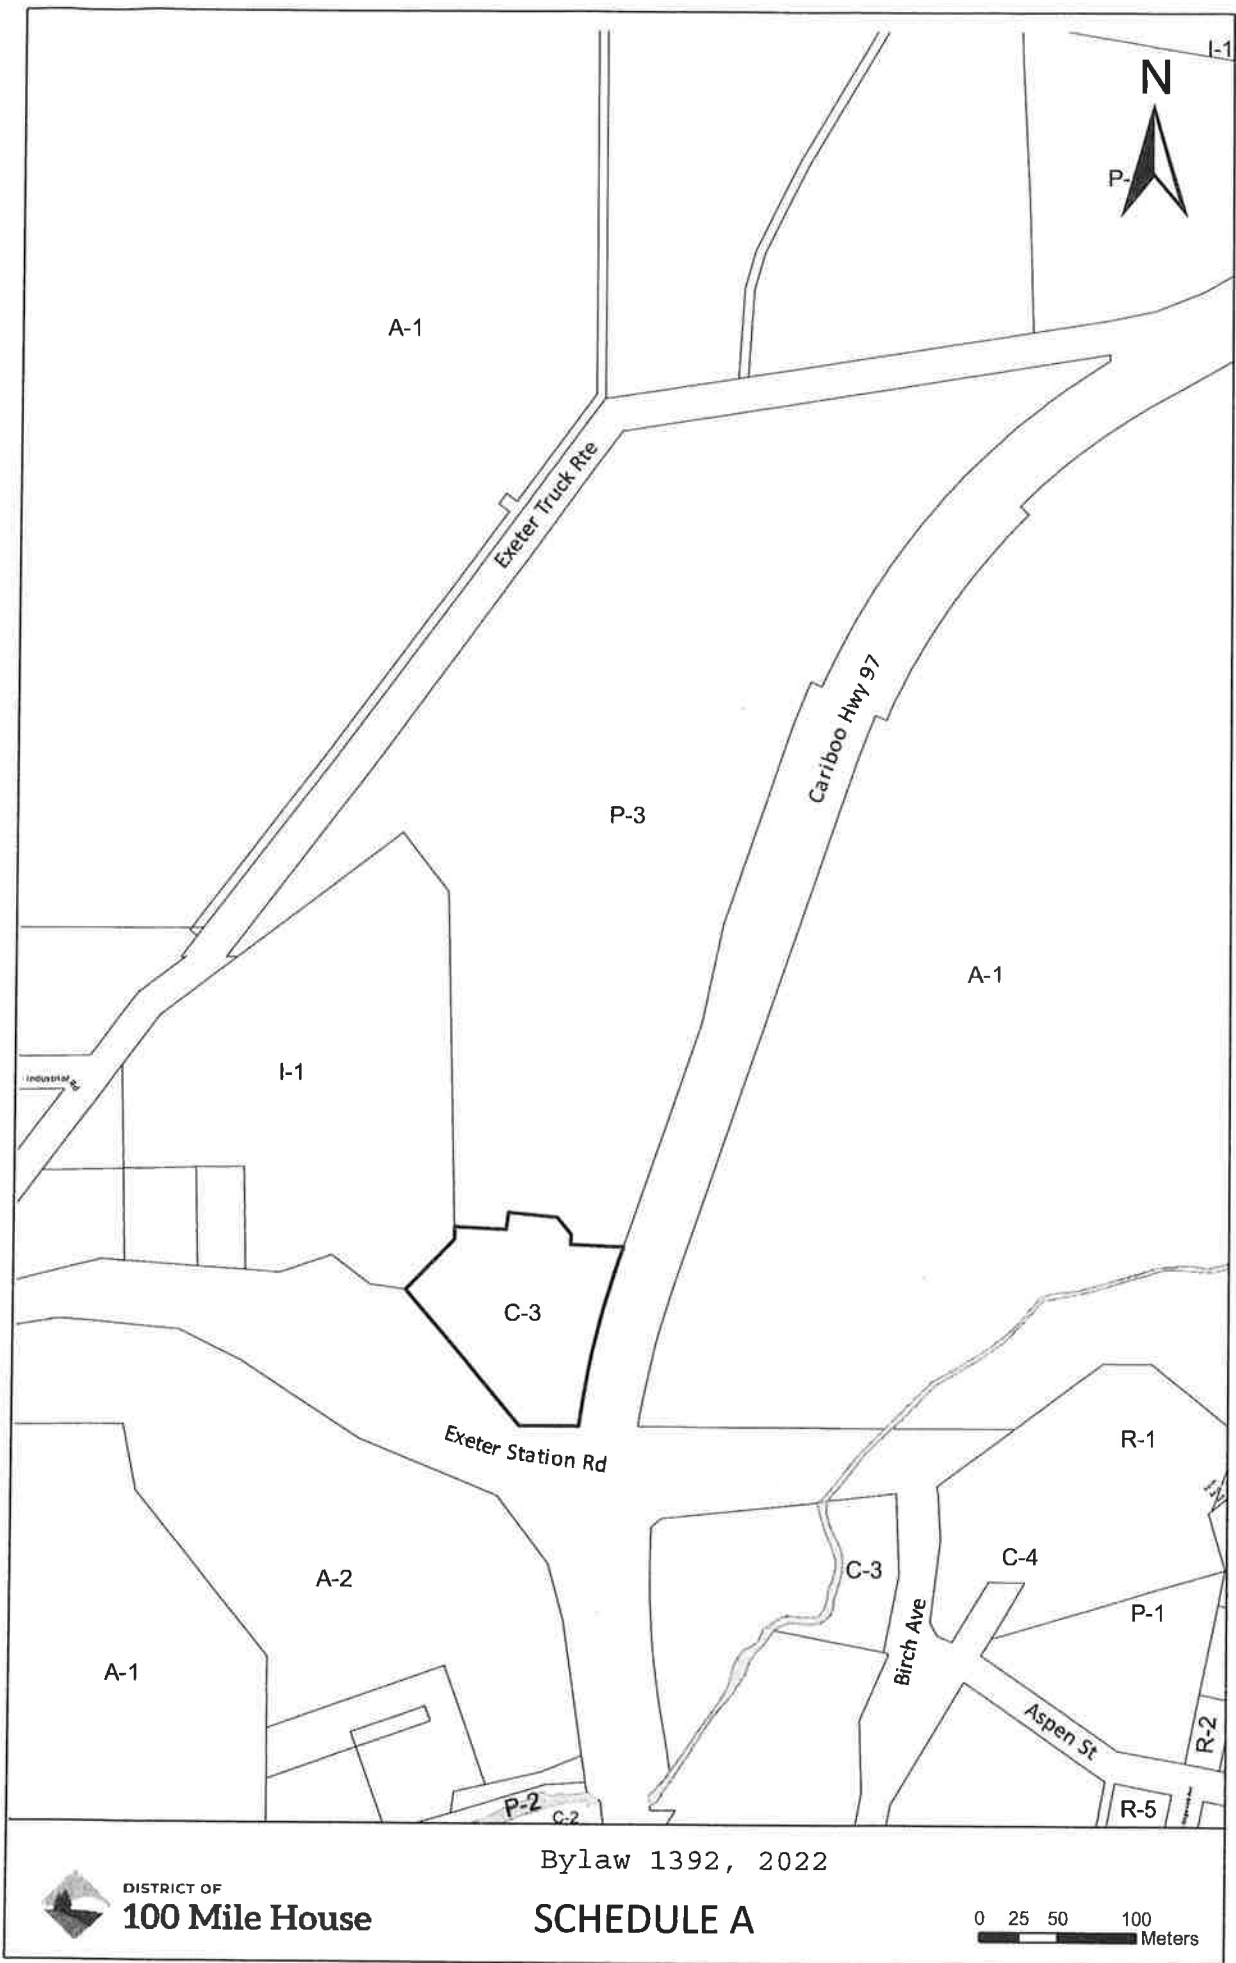 I-1
N
P-
A-1
Exeter Truck Rte
Cariboo Hwy 97
P-3
A-1
I-1
Industrial Rd
C-3
Exeter Station Rd
R-1
C-3
C-4
A-2
P-1
Birch Ave
A-1
Aspen St
R-2
P-2
C-2
R-5
Bylaw 1392, 2022
DISTRICT OF
100 Mile House
SCHEDULE A
0 25 50 100
Meters